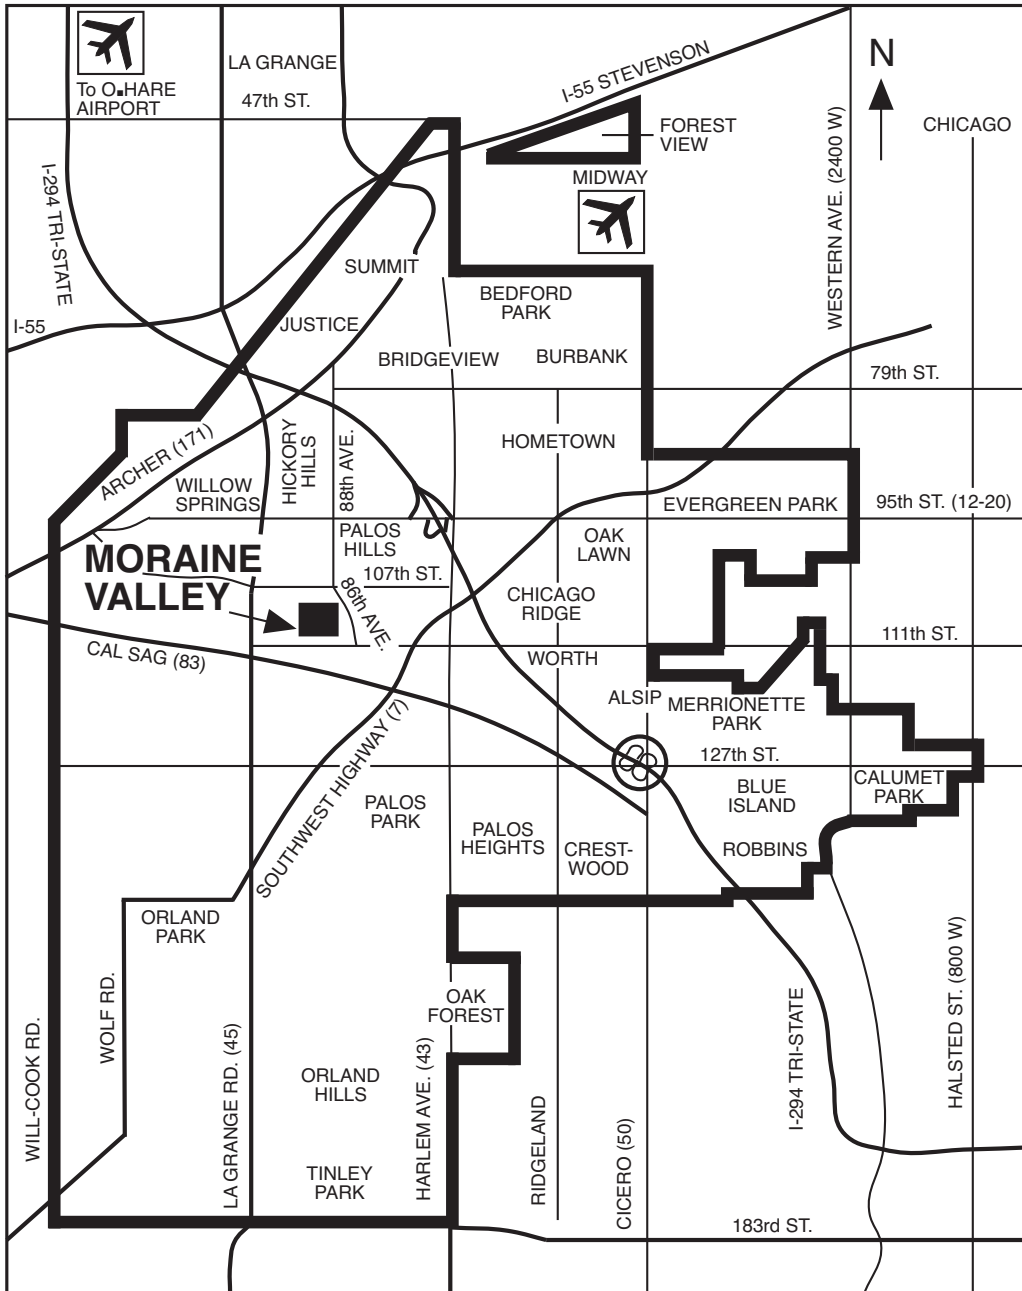 LA GRANGE
To O■HARE
AIRPORT
47th ST.
I-55 STEVENSON
N
FOREST
VIEW
CHICAGO
MIDWAY
I-294 TRI-STATE
WESTERN AVE. (2400 W)
SUMMIT
BEDFORD
PARK
I-55
JUSTICE
BRIDGEVIEW
BURBANK
79th ST.
HOMETOWN
ARCHER (171)
HICKORY
HILLS
88th AVE.
WILLOW
SPRINGS
EVERGREEN PARK
95th ST. (12-20)
PALOS
HILLS
OAK
LAWN
MORAINE
VALLEY
107th ST.
86th AVE.
CHICAGO
RIDGE
111th ST.
CAL SAG (83)
WORTH
ALSIP
MERRIONETTE
PARK
SOUTHWEST HIGHWAY (7)
127th ST.
BLUE
ISLAND
CALUMET
PARK
PALOS
PARK
PALOS
HEIGHTS
CREST-
WOOD
ROBBINS
ORLAND
PARK
WOLF RD.
WILL-COOK RD.
LA GRANGE RD. (45)
OAK
FOREST
ORLAND
HILLS
HARLEM AVE. (43)
TINLEY
PARK
RIDGELAND
CICERO (50)
I-294 TRI-STATE
HALSTED ST. (800 W)
183rd ST.